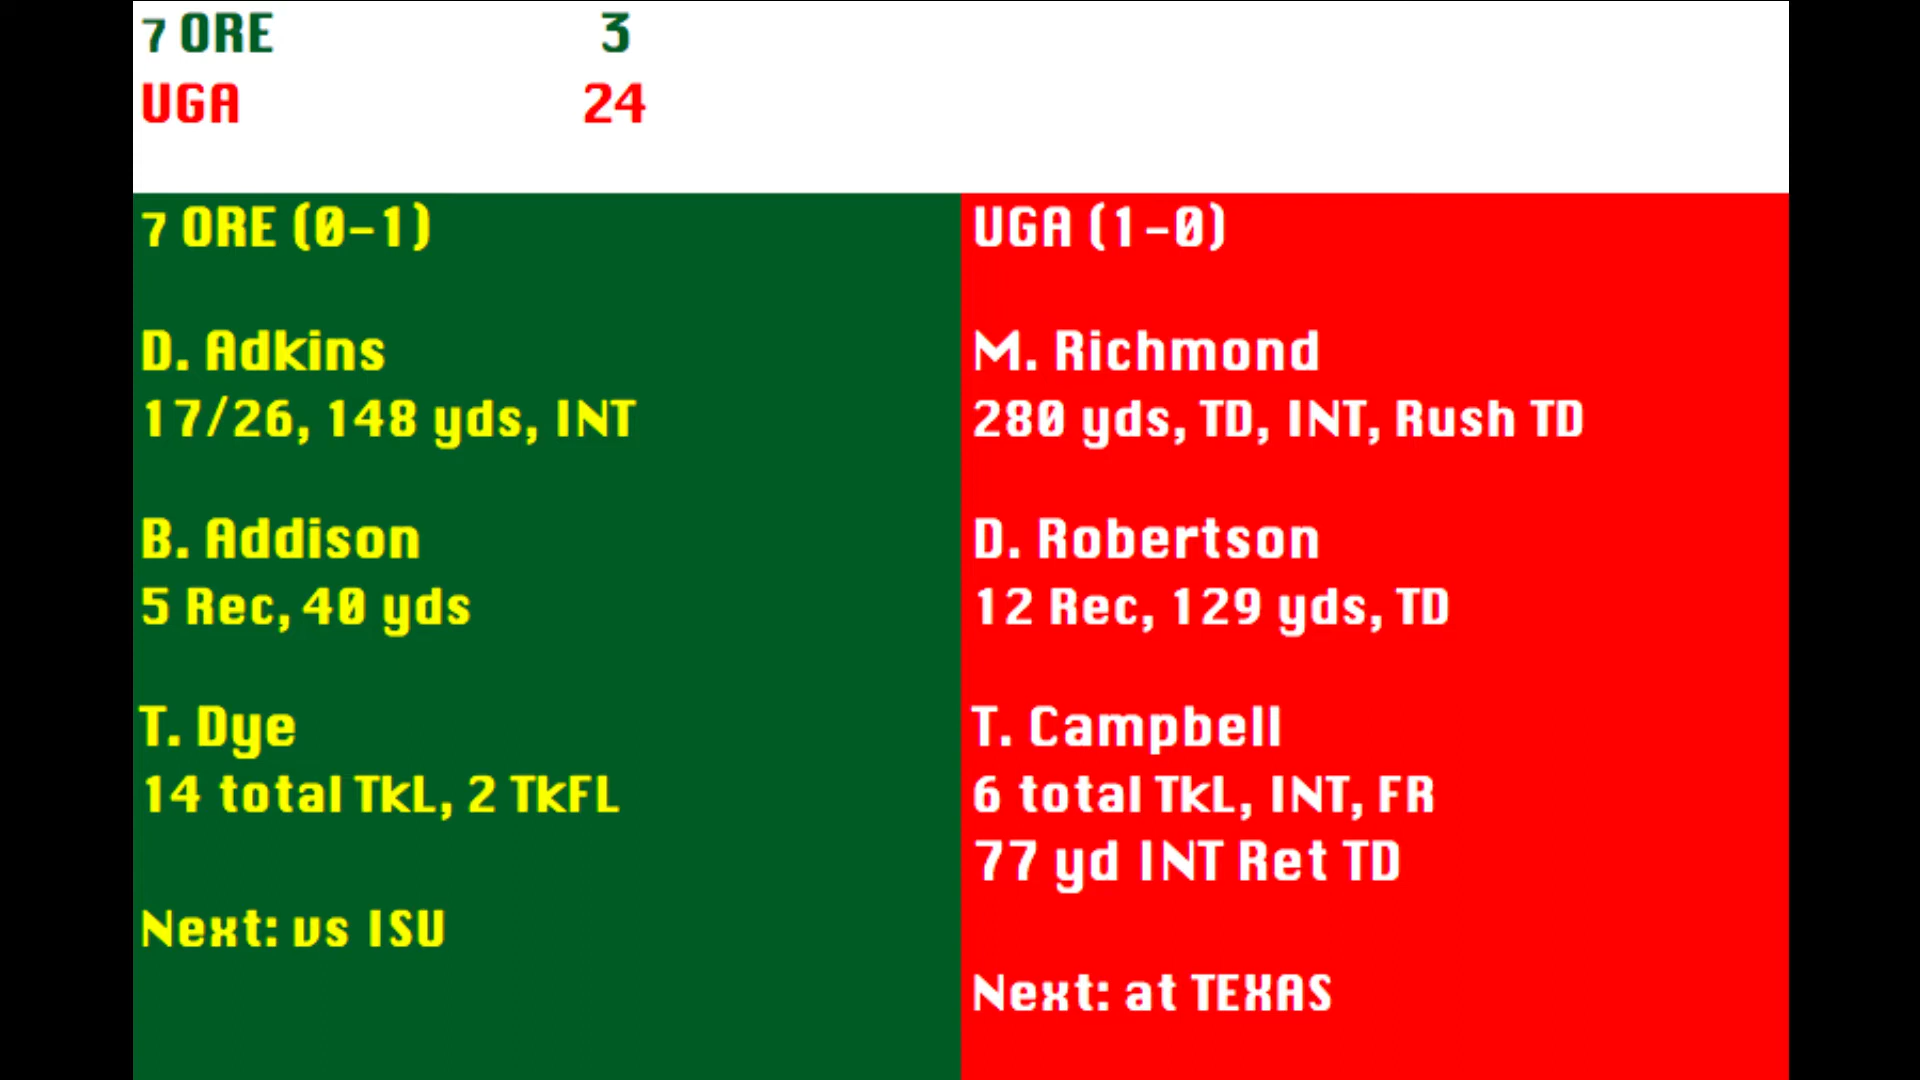 7 ORE 3
UGA 24
7 ORE (0-1)
D. Adkins
17/26, 148 yds, INT
B. Addison
5 Rec, 40 yds
T. Dye
14 total TkL, 2 TkFL
Next: vs ISU
UGA (1-0)
M. Richmond
280 yds, TD, INT, Rush TD
D. Robertson
12 Rec, 129 yds, TD
T. Campbell
6 total TkL, INT, FR
77 yd INT Ret TD
Next: at TEXAS